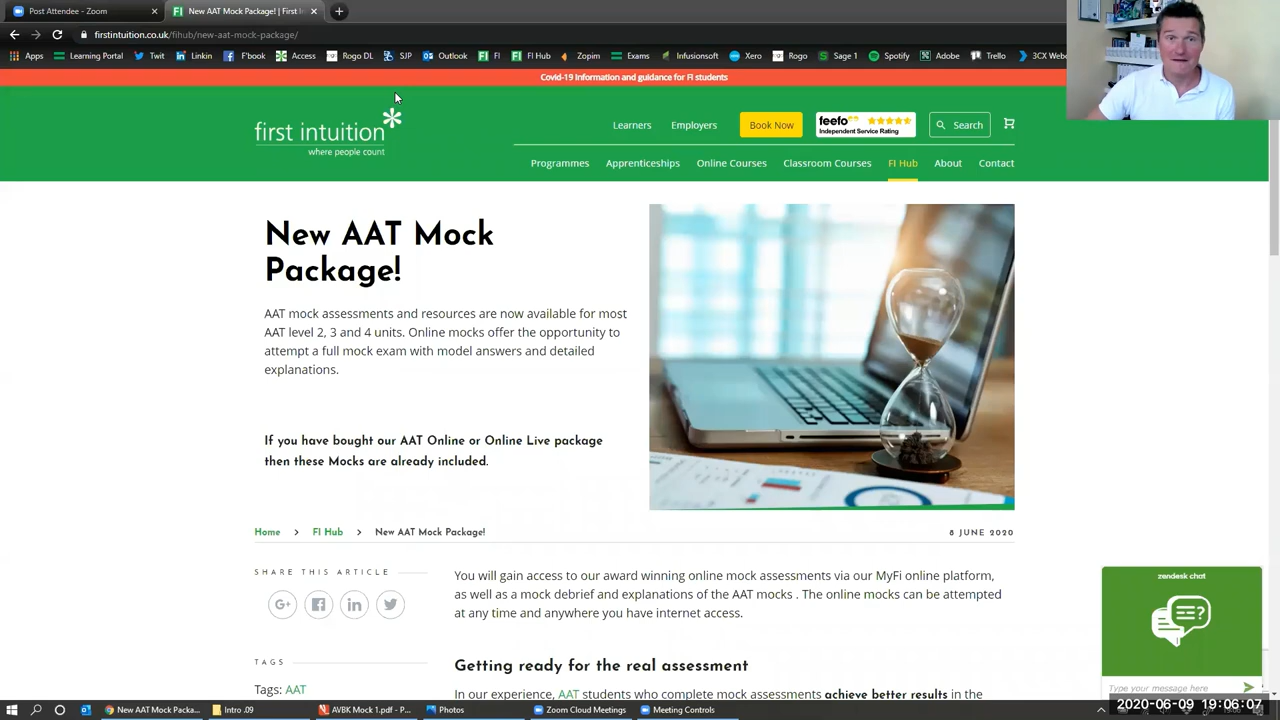 Post Attendee - Zoom
New AAT Mock Package! | First In
firstintuition.co.uk/fihub/new-aat-mock-package/
Apps
Learning Portal
Twit
Linkin
F'book
Access
Rogo DL
SJD
Outlook
FI
FI Hub
Zopim
Exams
Infusionsoft
Xero
Rogo
Sage 1
Spotify
Adobe
Trello
3CX Web
Covid-19 Information and guidance for FI students
first intuition
where people count
Learners
Employers
Book Now
feefo
Independent Service Rating
Search
Programmes
Apprenticeships
Online Courses
Classroom Courses
FI Hub
About
Contact
New AAT Mock
Package!
AAT mock assessments and resources are now available for most
AAT level 2, 3 and 4 units. Online mocks offer the opportunity to
attempt a full mock exam with model answers and detailed
explanations.
If you have bought our AAT Online or Online Live package
then these Mocks are already included.
Home > FI Hub > New AAT Mock Package!
8 JUNE 2020
SHARE THIS ARTICLE
You will gain access to our award winning online mock assessments via our MyFi online platform,
as well as a mock debrief and explanations of the AAT mocks . The online mocks can be attempted
at any time and anywhere you have internet access.
TAGS
Tags: AAT
Getting ready for the real assessment
In our experience, AAT students who complete mock assessments achieve better results in the
zendesk chat
Type your message here
New AAT Mock Packa...
Intro .09
AVBK Mock 1.pdf - P...
Photos
Zoom Cloud Meetings
Meeting Controls
2020-06-09 19:06:07